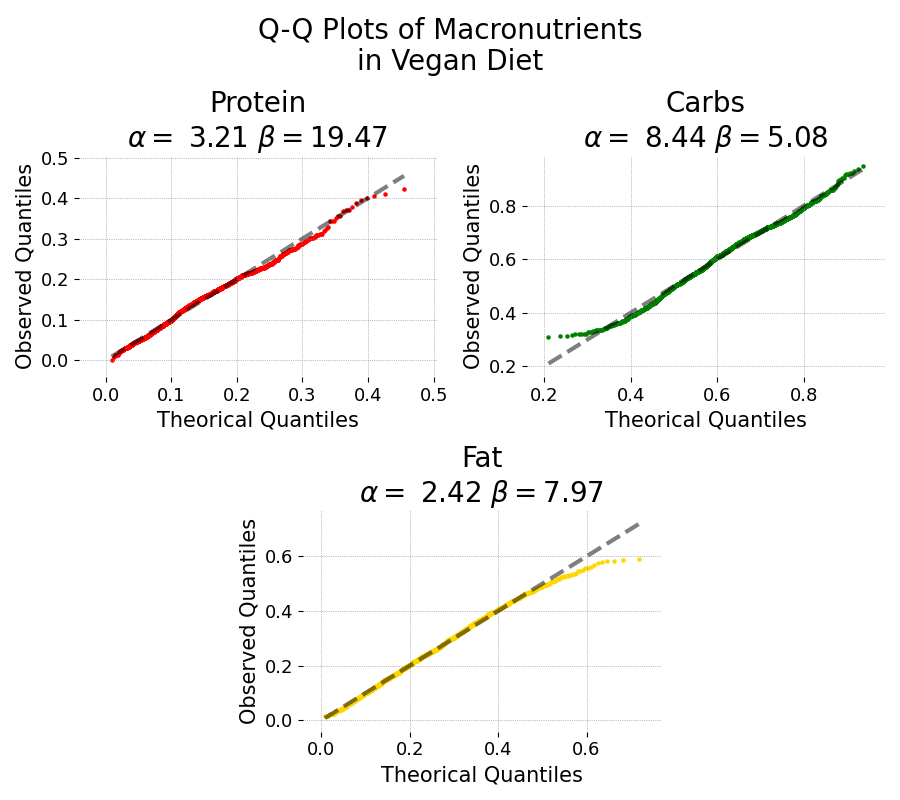 Q-Q Plots of Macronutrients
in Vegan Diet
Protein
α = 3.21 β = 19.47
Observed Quantiles
0.5
0.4
0.3
0.2
0.1
0.0
0.0 0.1 0.2 0.3 0.4 0.5
Theorical Quantiles
Carbs
α = 8.44 β = 5.08
Observed Quantiles
0.8
0.6
0.4
0.2
0.2 0.4 0.6 0.8
Theorical Quantiles
Fat
α = 2.42 β = 7.97
Observed Quantiles
0.6
0.4
0.2
0.0
0.0 0.2 0.4 0.6
Theorical Quantiles